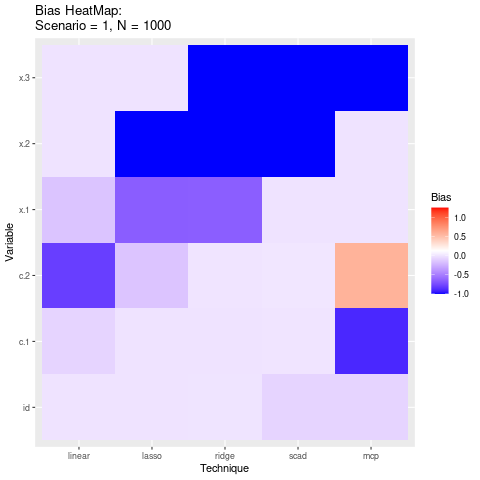 Bias HeatMap:
Scenario = 1, N = 1000
x.3
x.2
x.1
c.2
c.1
id
Variable
linear
lasso
ridge
scad
mcp
Technique
Bias
1.0
0.5
0.0
-0.5
-1.0